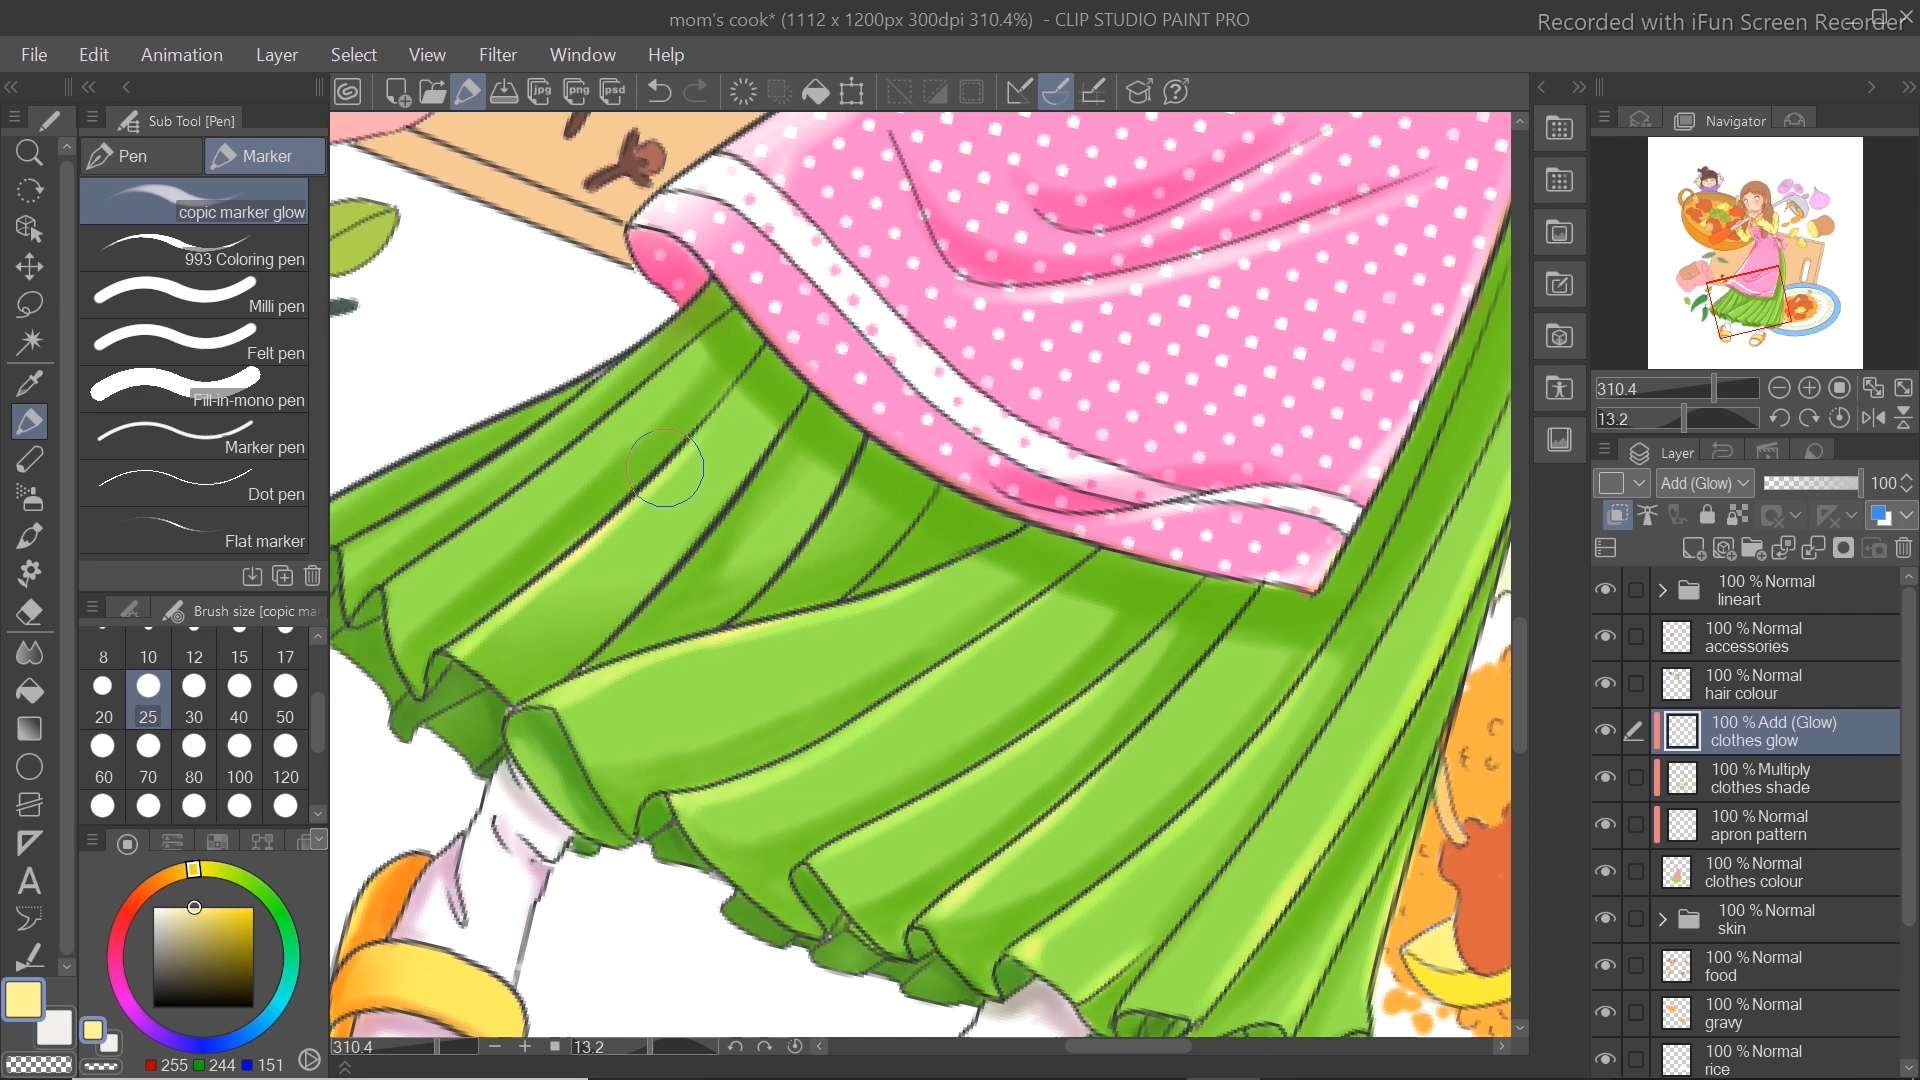 mom's cook* (1112 x 1200px 300dpi 310.4%) - CLIP STUDIO PAINT PRO
Recorded with iFun Screen Recorder
File Edit Animation Layer Select View Filter Window Help
jpg png psd
Sub Tool [Pen]
Navigator
Pen Marker
copic marker glow
993 Coloring pen
Milli pen
Felt pen
Fill-in-mono pen
Marker pen
Dot pen
Flat marker
310.4
13.2
Layer
Add (Glow) 100
Brush size [copic mar
8 10 12 15 17
20 25 30 40 50
60 70 80 100 120
100 % Normal
lineart
100 % Normal
accessories
100 % Normal
hair colour
100 % Add (Glow)
clothes glow
100 % Multiply
clothes shade
100 % Normal
apron pattern
100 % Normal
clothes colour
100 % Normal
skin
100 % Normal
food
100 % Normal
gravy
100 % Normal
rice
310.4 13.2
255 244 151